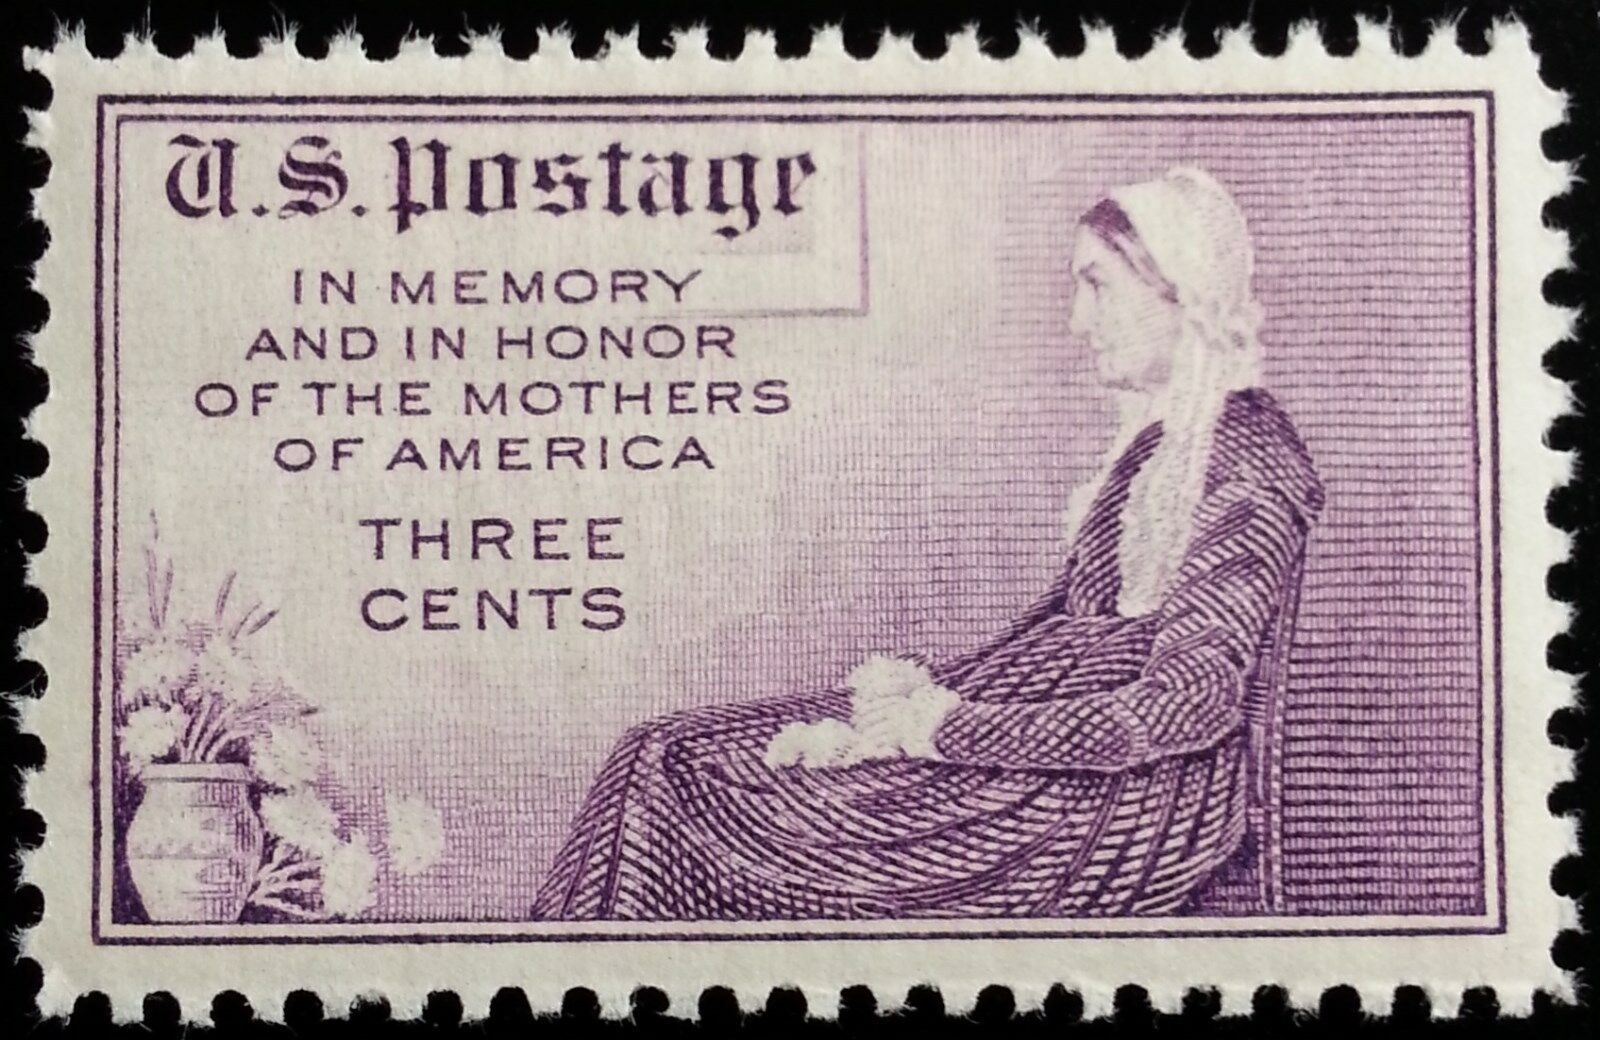 U.S. Postage
IN MEMORY
AND IN HONOR
OF THE MOTHERS
OF AMERICA
THREE
CENTS